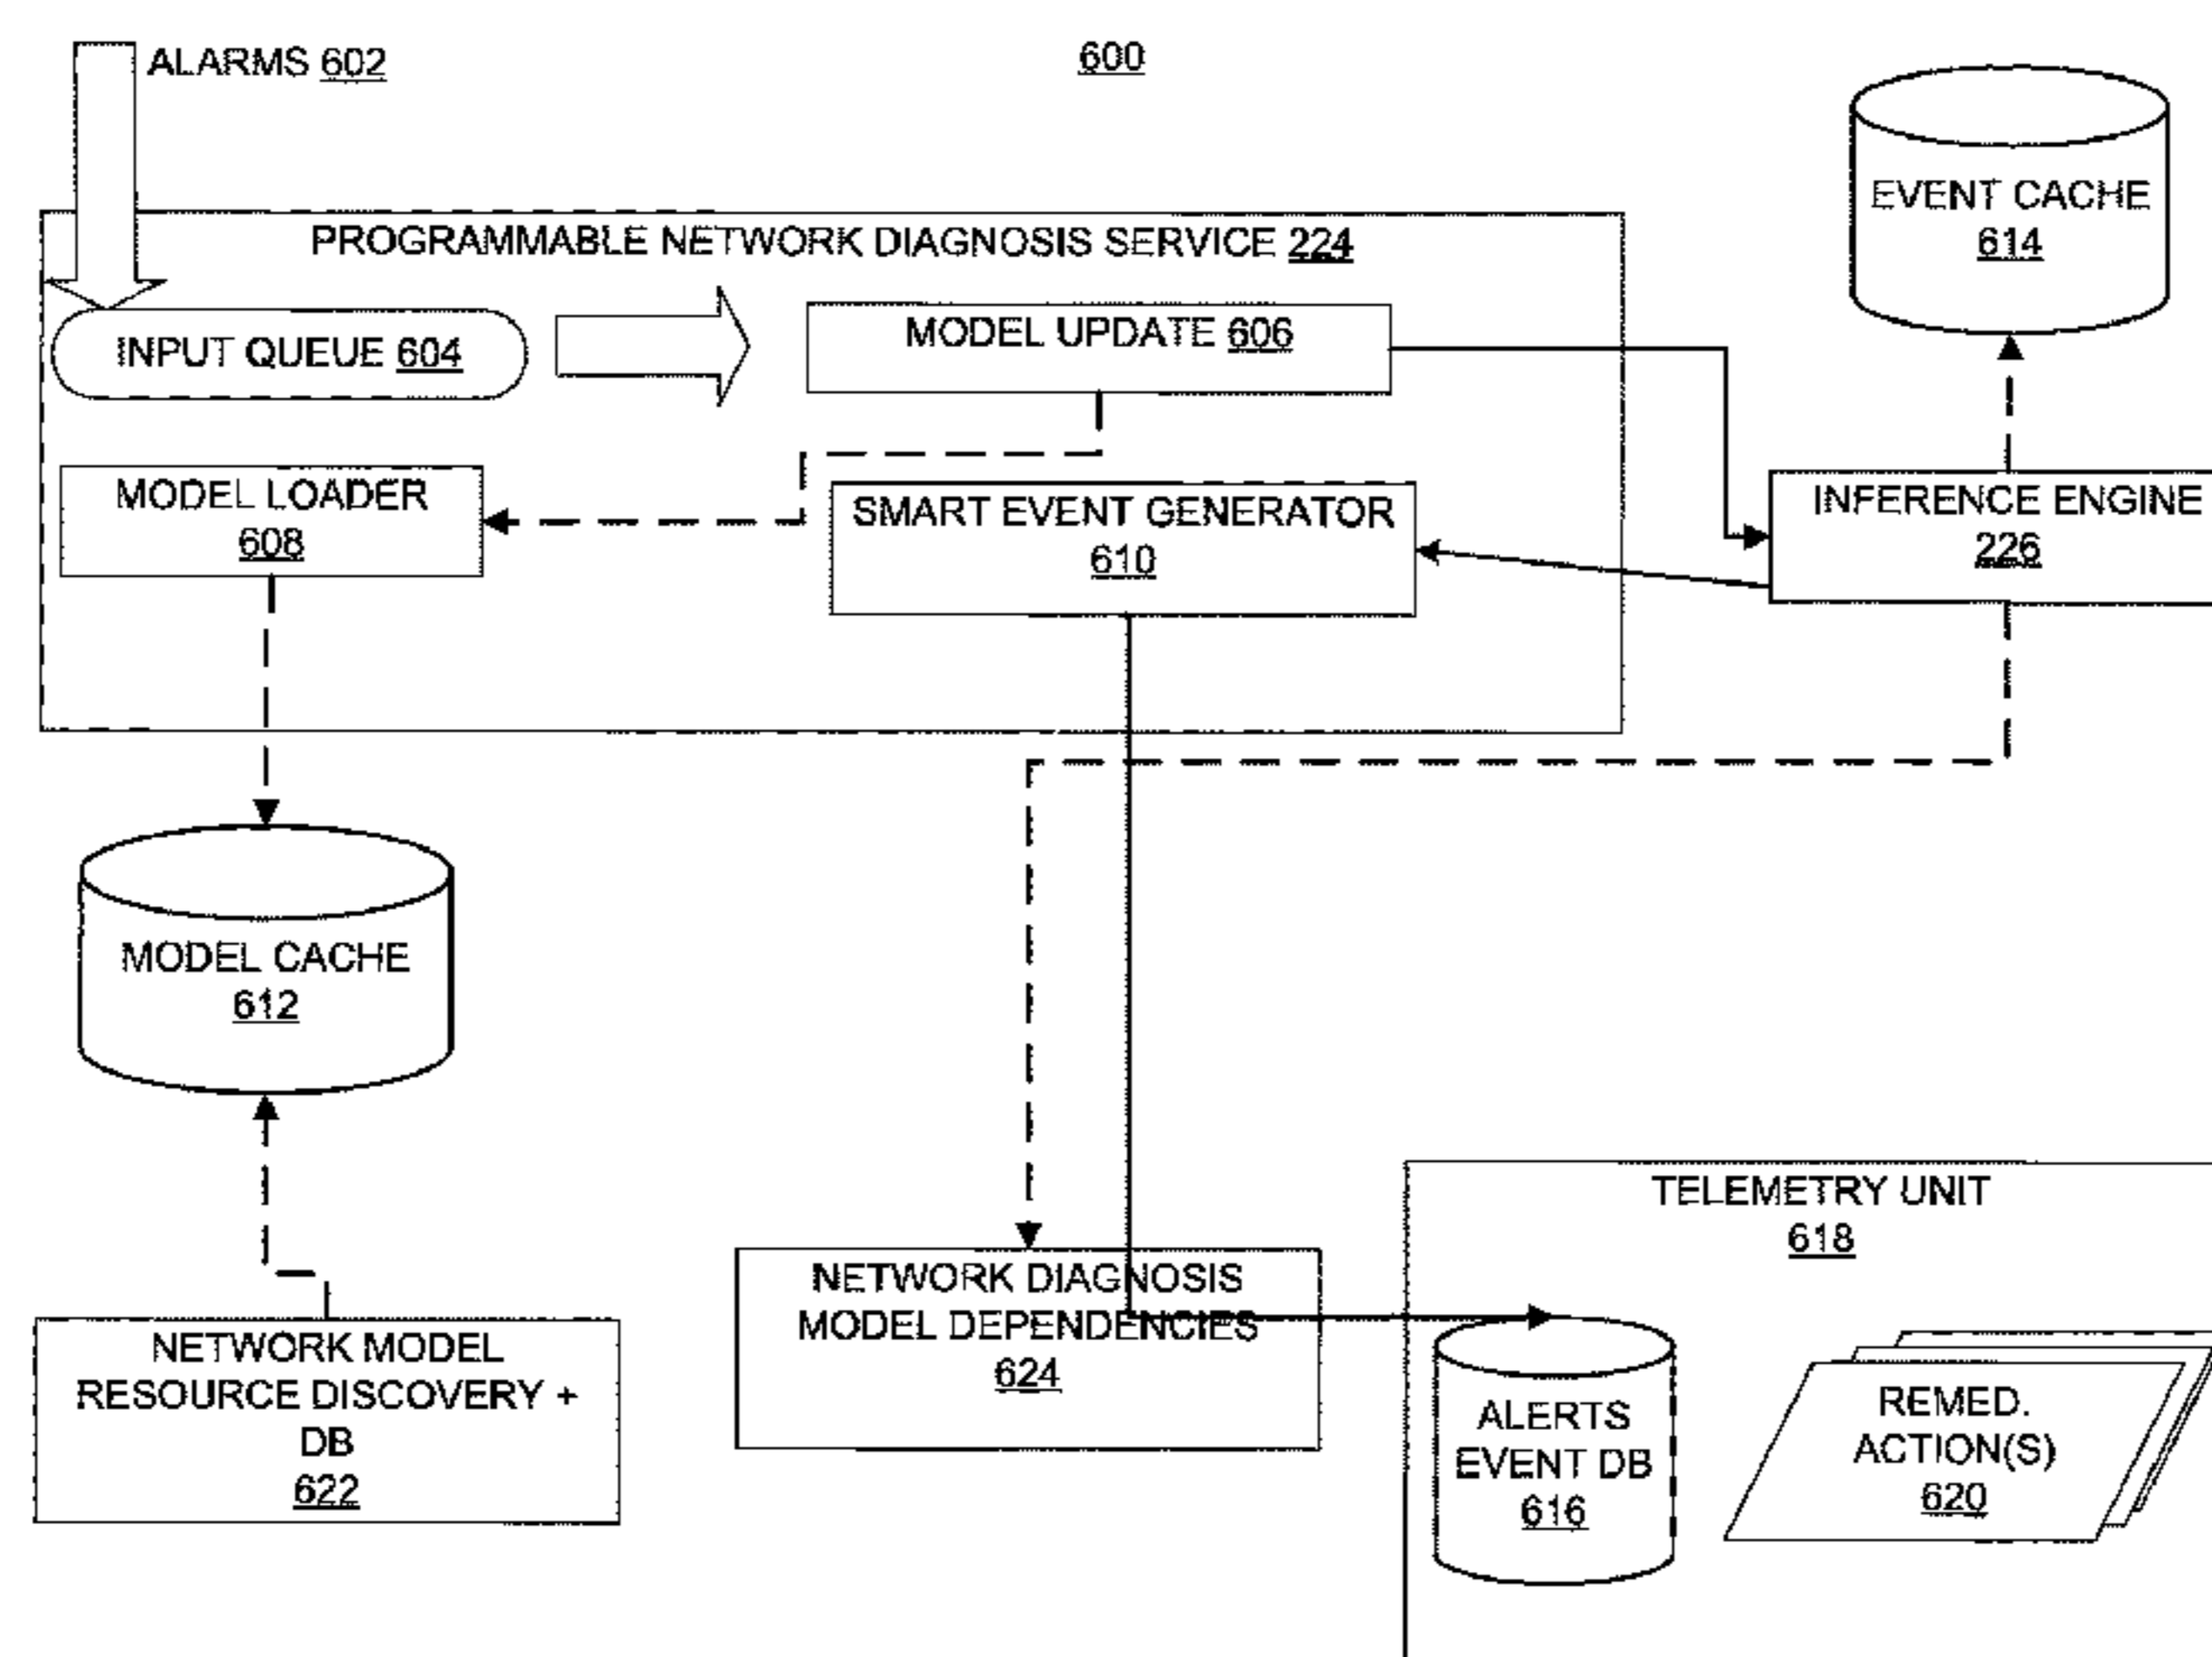 ALARMS 602
600
EVENT CACHE
614
PROGRAMMABLE NETWORK DIAGNOSIS SERVICE 224
INPUT QUEUE 604
MODEL UPDATE 606
MODEL LOADER
608
SMART EVENT GENERATOR
610
INFERENCE ENGINE
226
MODEL CACHE
612
TELEMETRY UNIT
618
NETWORK DIAGNOSIS
MODEL DEPENDENCIES
624
NETWORK MODEL
RESOURCE DISCOVERY +
DB
622
ALERTS
EVENT DB
616
REMED.
ACTION(S)
620